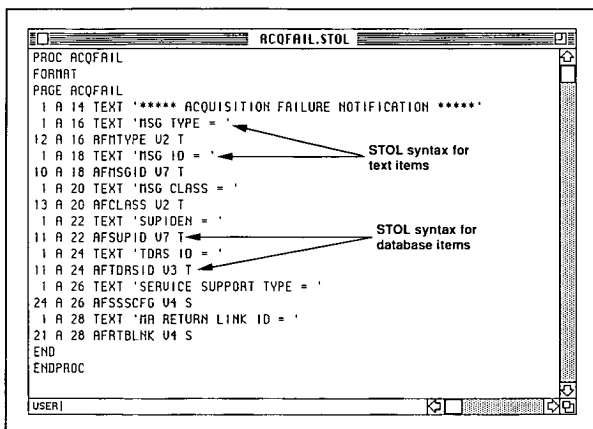 ACQFAIL.STOL
PROC ACQFAIL
FORMAT
PAGE ACQFAIL
1 A 14 TEXT '***** ACQUISITION FAILURE NOTIFICATION *****'
1 A 16 TEXT 'MSG TYPE = '
12 A 16 AFMTYPE V2 T
1 A 18 TEXT 'MSG ID = '
10 A 18 AFMSGID V7 T
1 A 20 TEXT 'MSG CLASS = '
13 A 20 AFCLASS V2 T
1 A 22 TEXT 'SUPIDEN = '
11 A 22 AFSUPID V7 T
1 A 24 TEXT 'TDRS ID = '
11 A 24 AFTDRSID V3 T
1 A 26 TEXT 'SERVICE SUPPORT TYPE = '
24 A 26 AFSSSCFG V4 S
1 A 28 TEXT 'MA RETURN LINK ID = '
21 A 28 AFRTBLNK V4 S
END
ENDPROC
STOL syntax for
text items
STOL syntax for
database items
USER